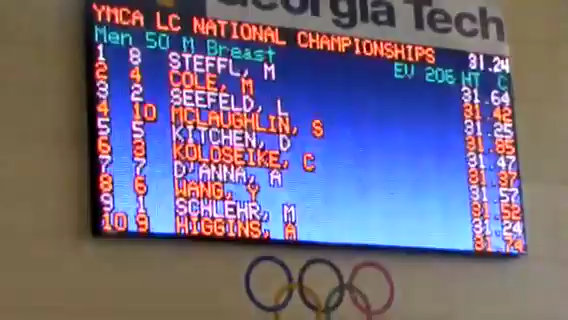 Georgia Tech
YMCA LC NATIONAL CHAMPIONSHIPS 31.24
Men 50 M Breast EV 206 HT C
1 8 STEFFL, M 31.64
2 4 COLE, M 31.42
3 2 SEEFELD, L 31.25
4 10 MCLAUGHLIN, S 31.85
5 5 KITCHEN, D 31.47
6 3 KOLOSEIKE, C 31.37
7 7 D'ANNA, A 31.57
8 6 WANG, Y 31.52
9 1 SCHLEHR, M 31.24
10 9 HIGGINS, A 31.74